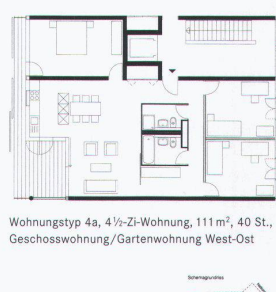 Wohnungstyp 4a, 4½-Zi-Wohnung, 111 m², 40 St.,
Geschosswohnung/Gartenwohnung West-Ost
Schemagrundriss